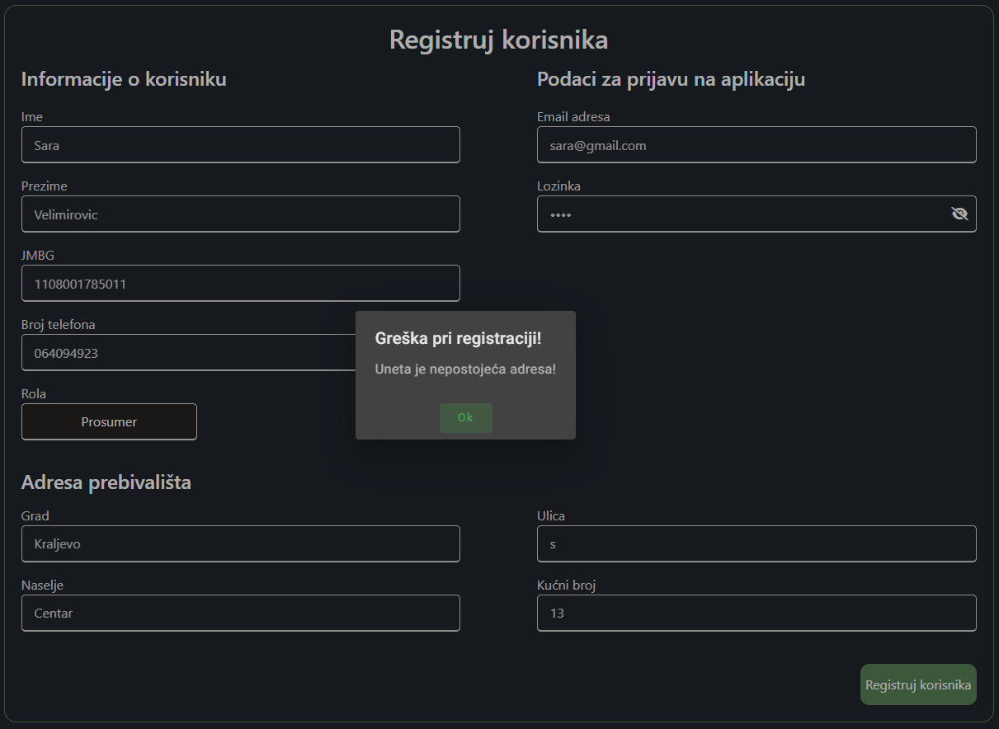 Registruj korisnika
Informacije o korisniku
Ime
Sara
Prezime
Velimirovic
JMBG
1108001785011
Broj telefona
064094923
Rola
Prosumer
Podaci za prijavu na aplikaciju
Email adresa
sara@gmail.com
Lozinka
••••
Greška pri registraciji!
Uneta je nepostojeća adresa!
Ok
Adresa prebivališta
Grad
Kraljevo
Naselje
Centar
Ulica
s
Kućni broj
13
Registruj korisnika